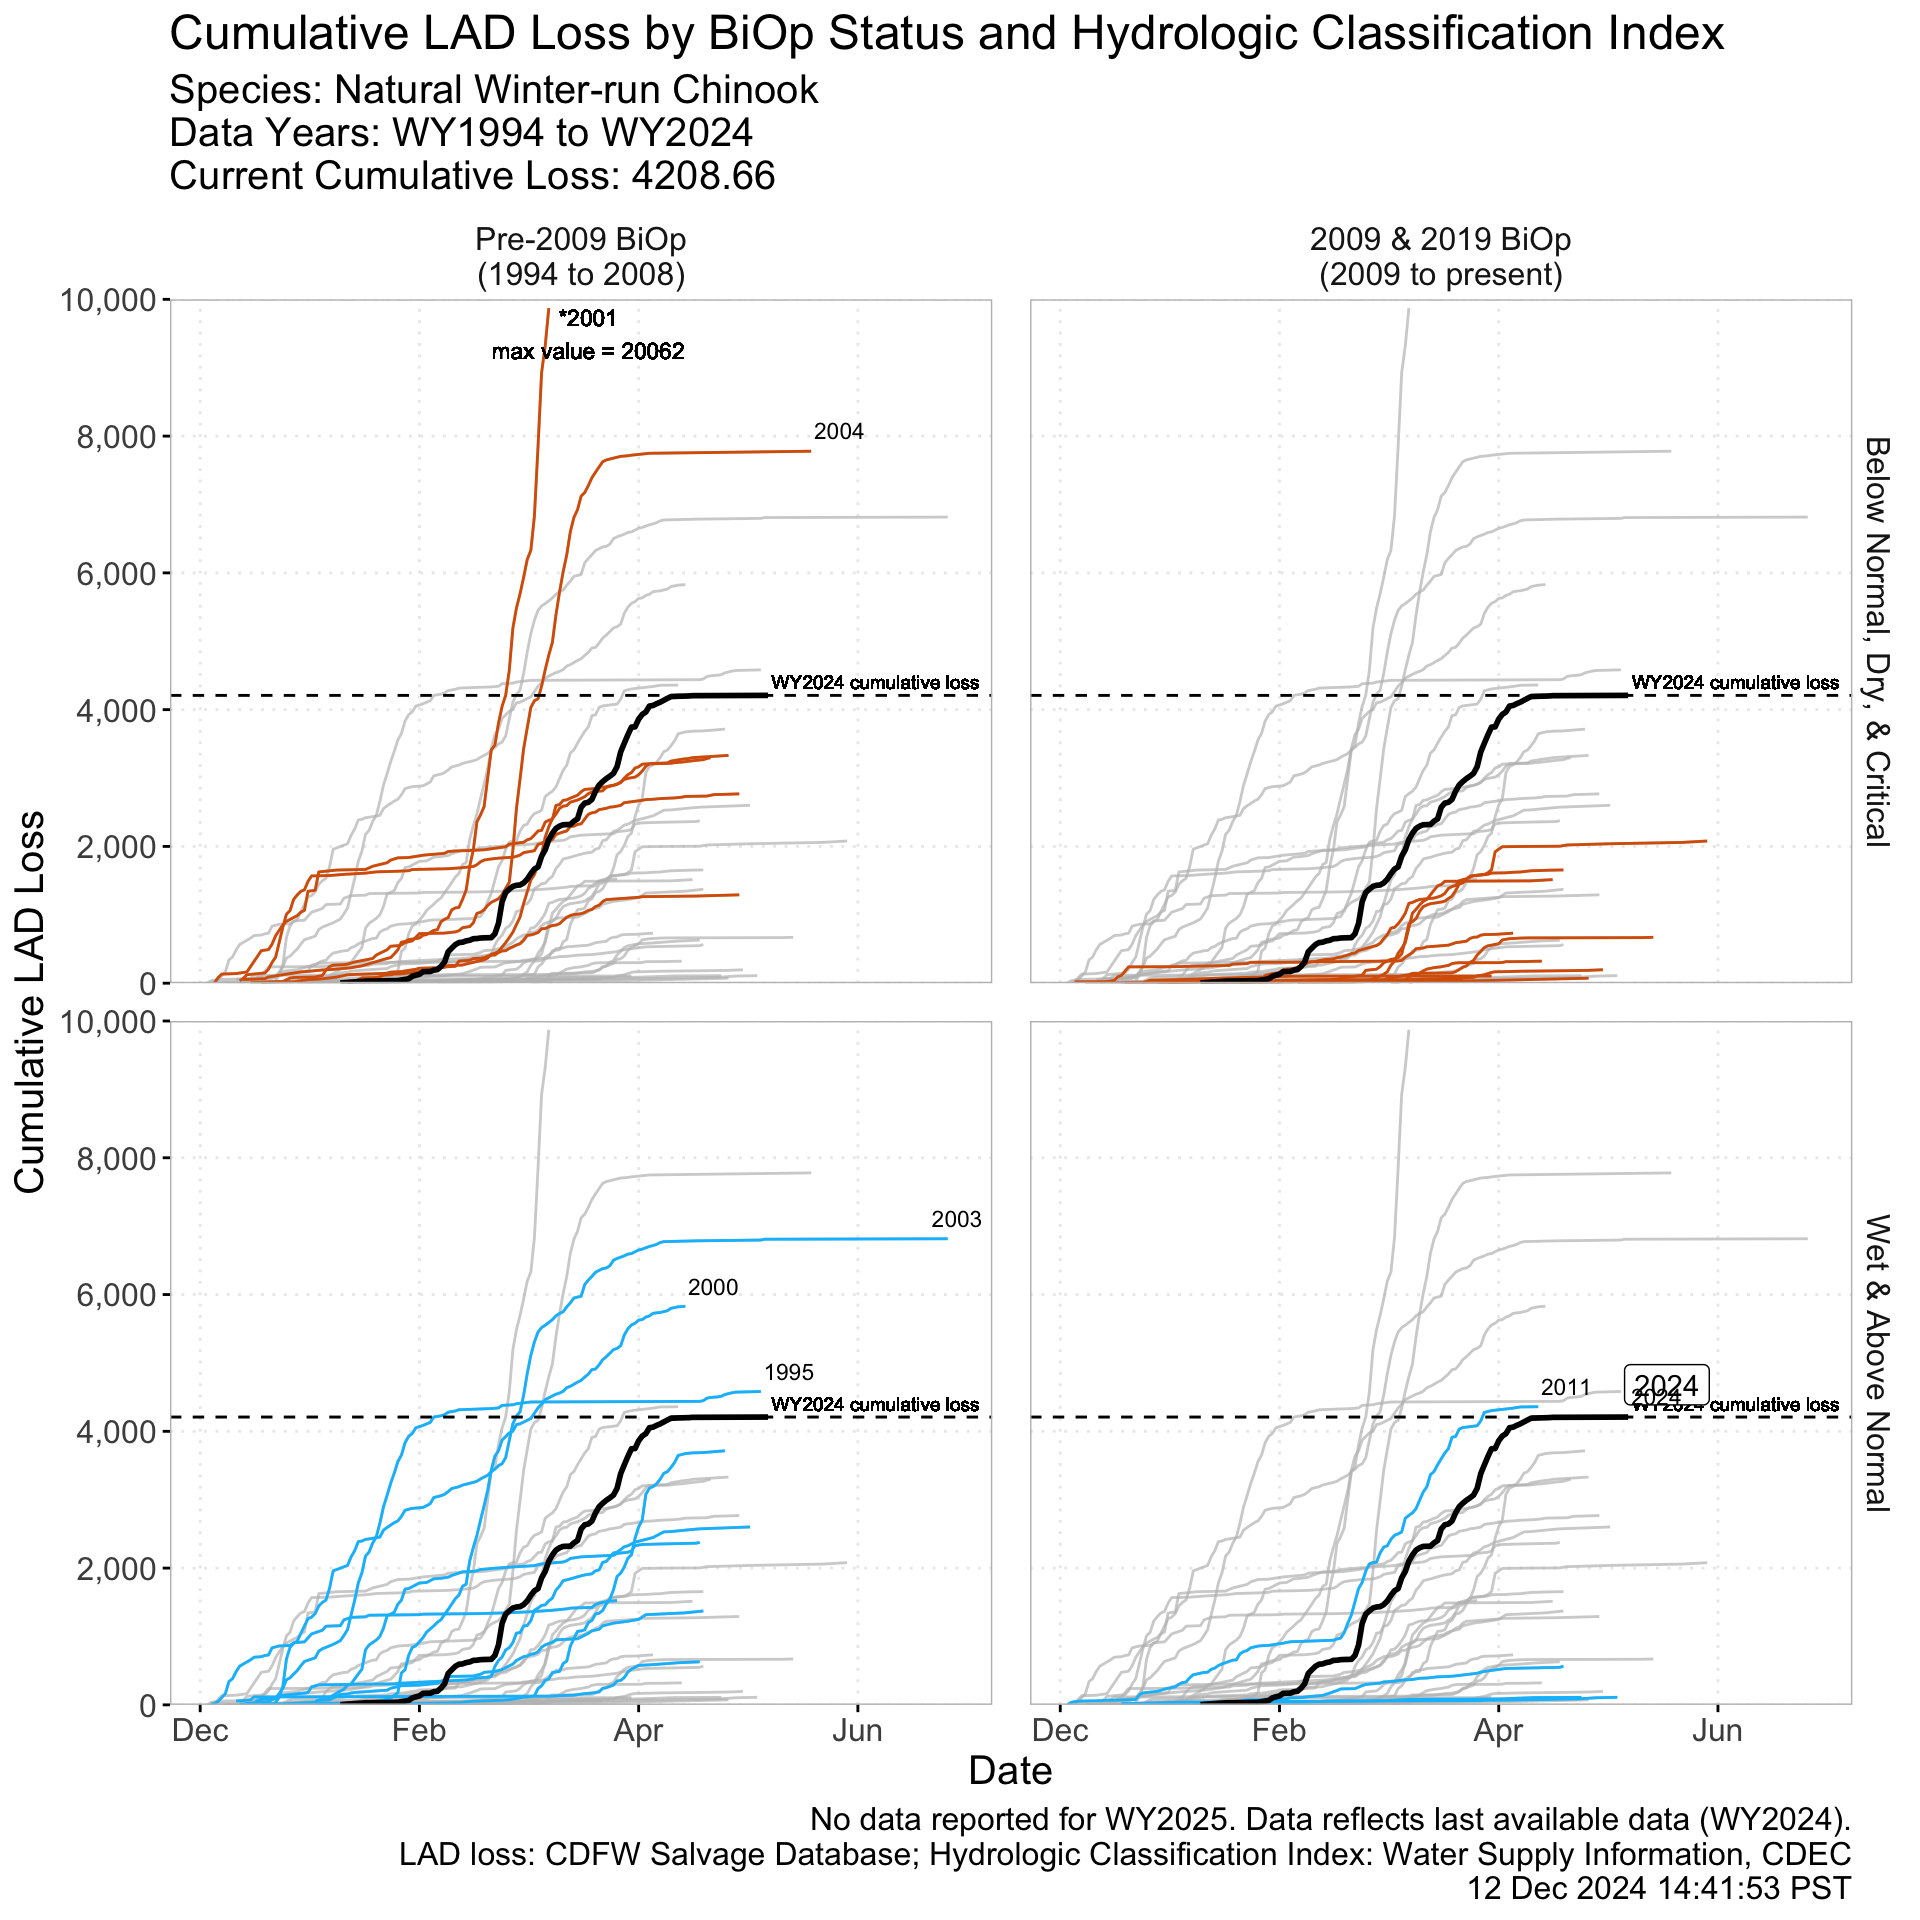 Cumulative LAD Loss by BiOp Status and Hydrologic Classification Index
Species: Natural Winter-run Chinook
Data Years: WY1994 to WY2024
Current Cumulative Loss: 4208.66
Pre-2009 BiOp
(1994 to 2008)
2009 & 2019 BiOp
(2009 to present)
Cumulative LAD Loss
10,000
8,000
6,000
4,000
2,000
0
*2001
max value = 20062
2004
WY2024 cumulative loss
WY2024 cumulative loss
Below Normal, Dry, & Critical
10,000
8,000
6,000
4,000
2,000
0
2003
2000
1995
WY2024 cumulative loss
2011
2024
2024
WY2024 cumulative loss
Wet & Above Normal
Dec
Feb
Apr
Jun
Dec
Feb
Apr
Jun
Date
No data reported for WY2025. Data reflects last available data (WY2024).
LAD loss: CDFW Salvage Database; Hydrologic Classification Index: Water Supply Information, CDEC
12 Dec 2024 14:41:53 PST